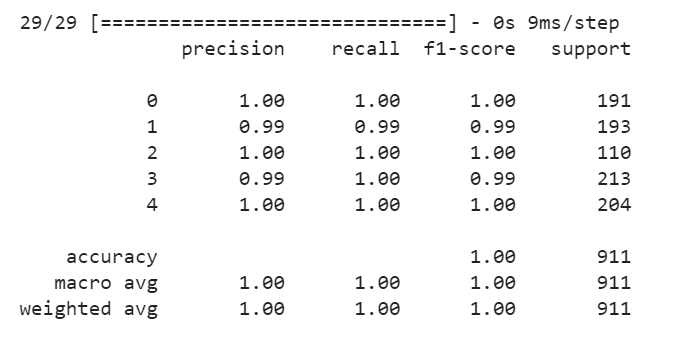 29/29 [==============================] - 0s 9ms/step
precision recall f1-score support
0 1.00 1.00 1.00 191
1 0.99 0.99 0.99 193
2 1.00 1.00 1.00 110
3 0.99 1.00 0.99 213
4 1.00 1.00 1.00 204
accuracy 1.00 911
macro avg 1.00 1.00 1.00 911
weighted avg 1.00 1.00 1.00 911